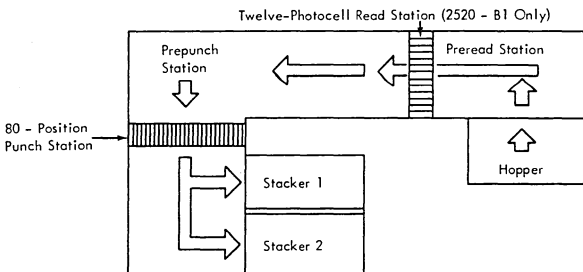 Twelve-Photocell Read Station (2520 - B1 Only)
Prepunch
Station
Preread Station
80 - Position
Punch Station
Hopper
Stacker 1
Stacker 2